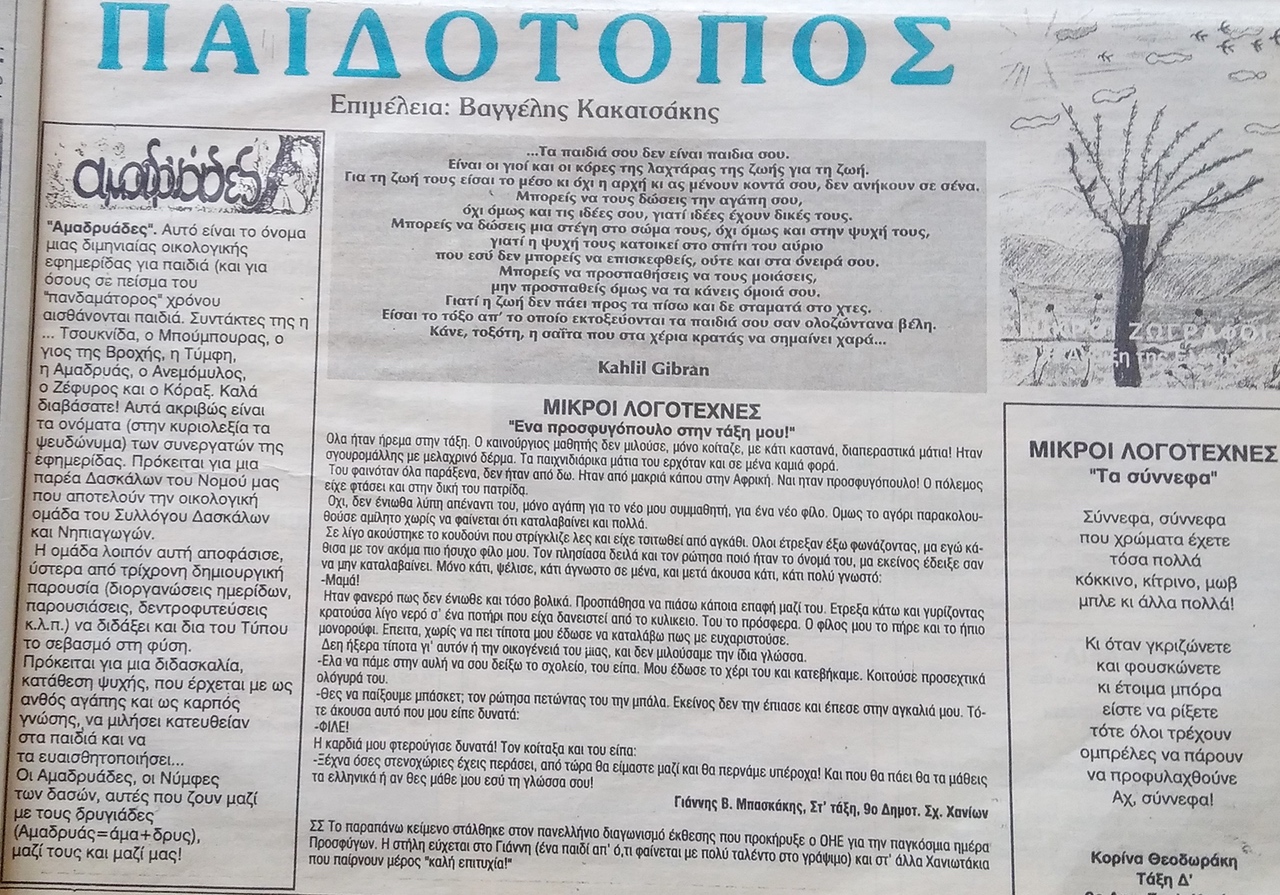 ΠΑΙΔΟΤΟΠΟΣ
Επιμέλεια: Βαγγέλης Κακατσάκης
αμαδρυάδες
"Αμαδρυάδες". Αυτό είναι το όνομα
μιας διμηνιαίας οικολογικής
εφημερίδας για παιδιά (και για
όσους σε πείσμα του
"πανδαμάτορος" χρόνου
αισθάνονται παιδιά. Συντάκτες της η
... Τσουκνίδα, ο Μπούμπουρας, ο
γιος της Βροχής, η Τύμφη,
η Αμαδρυάς, ο Ανεμόμυλος,
ο Ζέφυρος και ο Κόραξ. Καλά
διαβάσατε! Αυτά ακριβώς είναι
τα ονόματα (στην κυριολεξία τα
ψευδώνυμα) των συνεργατών της
εφημερίδας. Πρόκειται για μια
παρέα Δασκάλων του Νομού μας
που αποτελούν την οικολογική
ομάδα του Συλλόγου Δασκάλων
και Νηπιαγωγών.
Η ομάδα λοιπόν αυτή αποφάσισε,
ύστερα από τρίχρονη δημιουργική
παρουσία (διοργανώσεις ημερίδων,
παρουσιάσεις, δεντροφυτεύσεις
κ.λ.π.) να διδάξει και δια του Τύπου
το σεβασμό στη φύση.
Πρόκειται για μια διδασκαλία,
κατάθεση ψυχής, που έρχεται με ως
ανθός αγάπης και ως καρπός
γνώσης, να μιλήσει κατευθείαν
στα παιδιά και να
τα ευαισθητοποιήσει...
Οι Αμαδρυάδες, οι Νύμφες
των δασών, αυτές που ζουν μαζί
με τους δρυγιάδες
(Αμαδρυάς=άμα+δρυς),
μαζί τους και μαζί μας!
...Τα παιδιά σου δεν είναι παιδια σου.
Είναι οι γιοί και οι κόρες της λαχτάρας της ζωής για τη ζωή.
Για τη ζωή τους είσαι το μέσο κι όχι η αρχή κι ας μένουν κοντά σου, δεν ανήκουν σε σένα.
Μπορείς να τους δώσεις την αγάπη σου,
όχι όμως και τις ιδέες σου, γιατί ιδέες έχουν δικές τους.
Μπορείς να δώσεις μια στέγη στο σώμα τους, όχι όμως και στην ψυχή τους,
γιατί η ψυχή τους κατοικεί στο σπίτι του αύριο
που εσύ δεν μπορείς να επισκεφθείς, ούτε και στα όνειρά σου.
Μπορείς να προσπαθήσεις να τους μοιάσεις,
μην προσπαθείς όμως να τα κάνεις όμοιά σου.
Γιατί η ζωή δεν πάει προς τα πίσω και δε σταματά στο χτες.
Είσαι το τόξο απ' το οποίο εκτοξεύονται τα παιδιά σου σαν ολοζώντανα βέλη.
Κάνε, τοξότη, η σαΐτα που στα χέρια κρατάς να σημαίνει χαρά...
Kahlil Gibran
ΜΙΚΡΟΙ ΛΟΓΟΤΕΧΝΕΣ
"Ενα προσφυγόπουλο στην τάξη μου!"
Ολα ήταν ήρεμα στην τάξη. Ο καινούργιος μαθητής δεν μιλούσε, μόνο κοίταζε, με κάτι καστανά, διαπεραστικά μάτια! Ηταν
σγουρομάλλης με μελαχρινό δέρμα. Τα παιχνιδιάρικα μάτια του ερχόταν και σε μένα καμιά φορά.
Του φαινόταν όλα παράξενα, δεν ήταν από δω. Ηταν από μακριά κάπου στην Αφρική. Ναι ηταν προσφυγόπουλο! Ο πόλεμος
είχε φτάσει και στην δική του πατρίδα.
Οχι, δεν ένιωθα λύπη απέναντί του, μόνο αγάπη για το νέο μου συμμαθητή, για ένα νέο φίλο. Ομως το αγόρι παρακολου-
θούσε αμίλητο χωρίς να φαίνεται ότι καταλαβαίνει και πολλά.
Σε λίγο ακούστηκε το κουδούνι που στρίγκλιζε λες και είχε τσιτωθεί από αγκάθι. Ολοι έτρεξαν έξω φωνάζοντας, μα εγώ κά-
θισα με τον ακόμα πιο ήσυχο φίλο μου. Τον πλησίασα δειλά και τον ρώτησα ποιό ήταν το όνομά του, μα εκείνος έδειξε σαν
να μην καταλαβαίνει. Μόνο κάτι, ψέλισε, κάτι άγνωστο σε μένα, και μετά άκουσα κάτι, κάτι πολύ γνωστό:
-Μαμά!
Ηταν φανερό πως δεν ένιωθε και τόσο βολικά. Προσπάθησα να πιάσω κάποια επαφή μαζί του. Ετρεξα κάτω και γυρίζοντας
κρατούσα λίγο νερό σ' ένα ποτήρι που είχα δανειστεί από το κυλικείο. Του το πρόσφερα. Ο φίλος μου το πήρε και το ήπιο
μονορούφι. Επειτα, χωρίς να πει τίποτα μου έδωσε να καταλάβω πως με ευχαριστούσε.
Δεη ήξερα τίποτα γι' αυτόν ή την οικογένειά του μιας, και δεν μιλούσαμε την ίδια γλώσσα.
-Ελα να πάμε στην αυλή να σου δείξω το σχολείο, του είπα. Μου έδωσε το χέρι του και κατεβήκαμε. Κοιτούσε προσεχτικά
ολόγυρά του.
-Θες να παίξουμε μπάσκετ; τον ρώτησα πετώντας του την μπάλα. Εκείνος δεν την έπιασε και έπεσε στην αγκαλιά μου. Τό-
τε άκουσα αυτό που μου είπε δυνατά:
-ΦΙΛΕ!
Η καρδιά μου φτερούγισε δυνατά! Τον κοίταξα και του είπα:
-Ξέχνα όσες στενοχώριες έχεις περάσει, από τώρα θα είμαστε μαζί και θα περνάμε υπέροχα! Και που θα πάει θα τα μάθεις
τα ελληνικά ή αν θες μάθε μου εσύ τη γλώσσα σου!
Γιάννης Β. Μπασκάκης, Στ' τάξη, 9ο Δημοτ. Σχ. Χανίων
ΣΣ Το παραπάνω κείμενο στάλθηκε στον πανελλήνιο διαγωνισμό έκθεσης που προκήρυξε ο ΟΗΕ για την παγκόσμια ημέρα
Προσφύγων. Η στήλη εύχεται στο Γιάννη (ένα παιδί απ' ό,τι φαίνεται με πολύ ταλέντο στο γράψιμο) και στ' άλλα Χανιωτάκια
που παίρνουν μέρος "καλή επιτυχία!"
ΜΙΚΡΟΙ ΖΩΓΡΑΦΟΙ
ΜΙΚΡΟΙ ΛΟΓΟΤΕΧΝΕΣ
"Τα σύννεφα"
Σύννεφα, σύννεφα
που χρώματα έχετε
τόσα πολλά
κόκκινο, κίτρινο, μωβ
μπλε κι άλλα πολλά!
Κι όταν γκριζώνετε
και φουσκώνετε
κι έτοιμα μπόρα
είστε να ρίξετε
τότε όλοι τρέχουν
ομπρέλες να πάρουν
να προφυλαχθούνε
Αχ, σύννεφα!
Κορίνα Θεοδωράκη
Τάξη Δ'